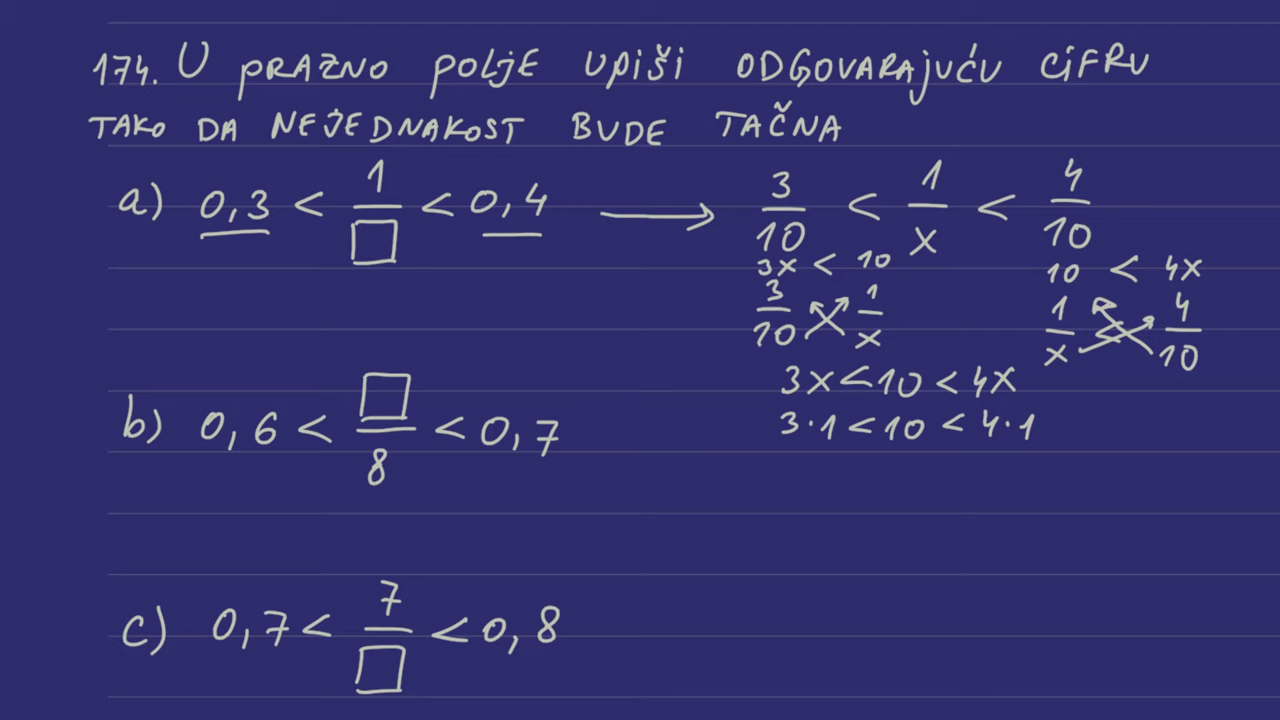 174. U PRAZNO POLJE UPIŠI ODGOVARAJUĆU CIFRU
TAKO DA NEJEDNAKOST BUDE TAČNA
a) 0,3 < 1/□ < 0,4 → 3/10 < 1/x < 4/10
3x < 10 10 < 4x
3/10 1/x 1/x 4/10
3x < 10 < 4x
3·1 < 10 < 4·1
b) 0,6 < □/8 < 0,7
c) 0,7 < 7/□ < 0,8